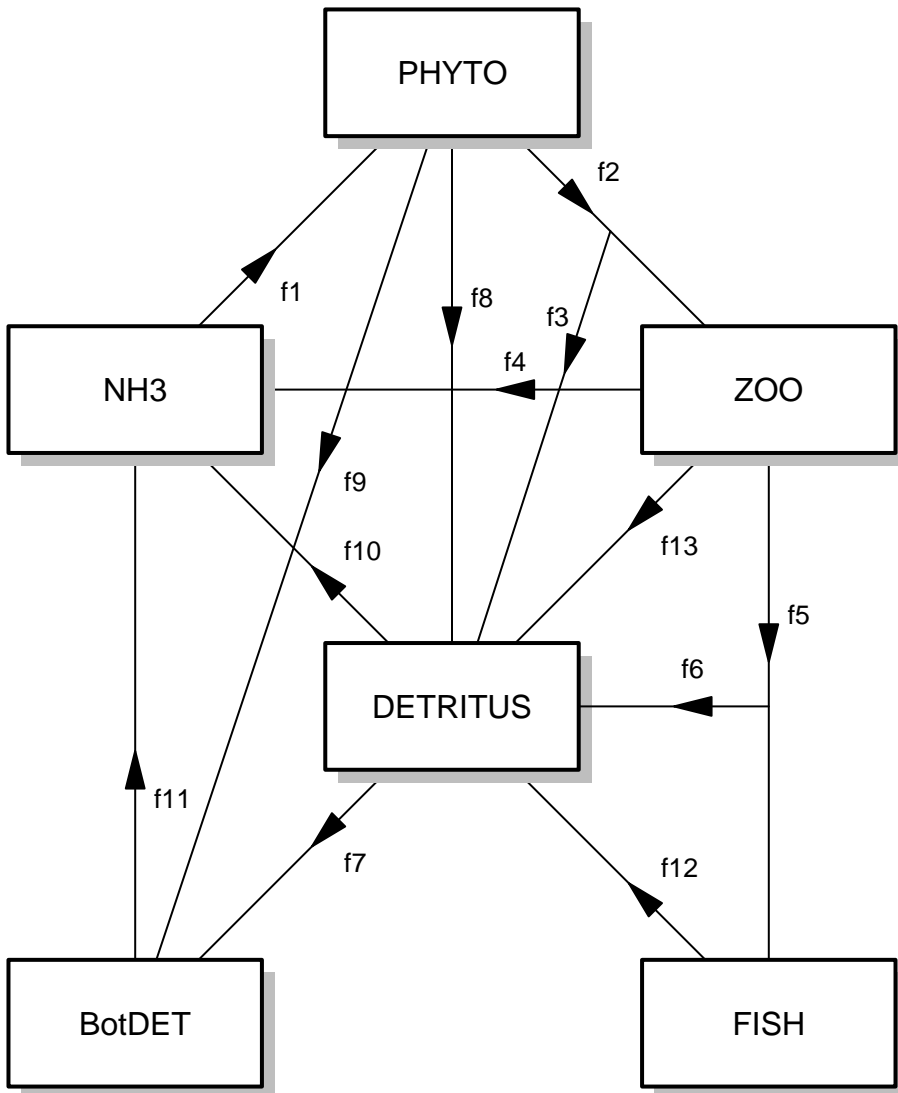 PHYTO
f2
f1
f8
f3
f4
NH3
ZOO
f9
f10
f13
f5
f6
DETRITUS
f11
f7
f12
BotDET
FISH